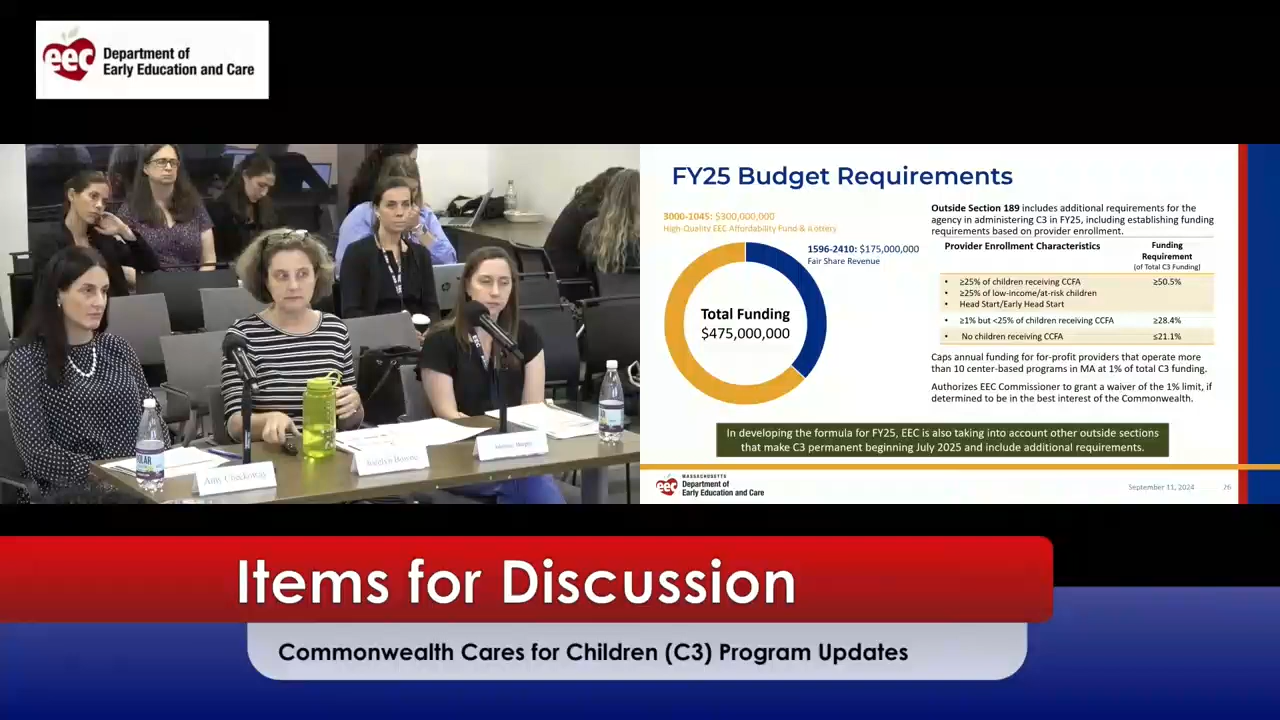 eec
Department of
Early Education and Care
FY25 Budget Requirements
3000-1045: $300,000,000
High-Quality EEC Affordability Fund & iLottery
1596-2410: $175,000,000
Fair Share Revenue
Total Funding
$475,000,000
Outside Section 189 includes additional requirements for the
agency in administering C3 in FY25, including establishing funding
requirements based on provider enrollment.
Provider Enrollment Characteristics
Funding
Requirement
(of Total C3 Funding)
• ≥25% of children receiving CCFA
≥50.5%
• ≥25% of low-income/at-risk children
• Head Start/Early Head Start
• ≥1% but <25% of children receiving CCFA
≥28.4%
• No children receiving CCFA
≤21.1%
Caps annual funding for for-profit providers that operate more
than 10 center-based programs in MA at 1% of total C3 funding.
Authorizes EEC Commissioner to grant a waiver of the 1% limit, if
determined to be in the best interest of the Commonwealth.
In developing the formula for FY25, EEC is also taking into account other outside sections
that make C3 permanent beginning July 2025 and include additional requirements.
eec
MASSACHUSETTS
Department of
Early Education and Care
September 11, 2024
26
Amy Checkoway
Jocelyn Bowne
Items for Discussion
Commonwealth Cares for Children (C3) Program Updates